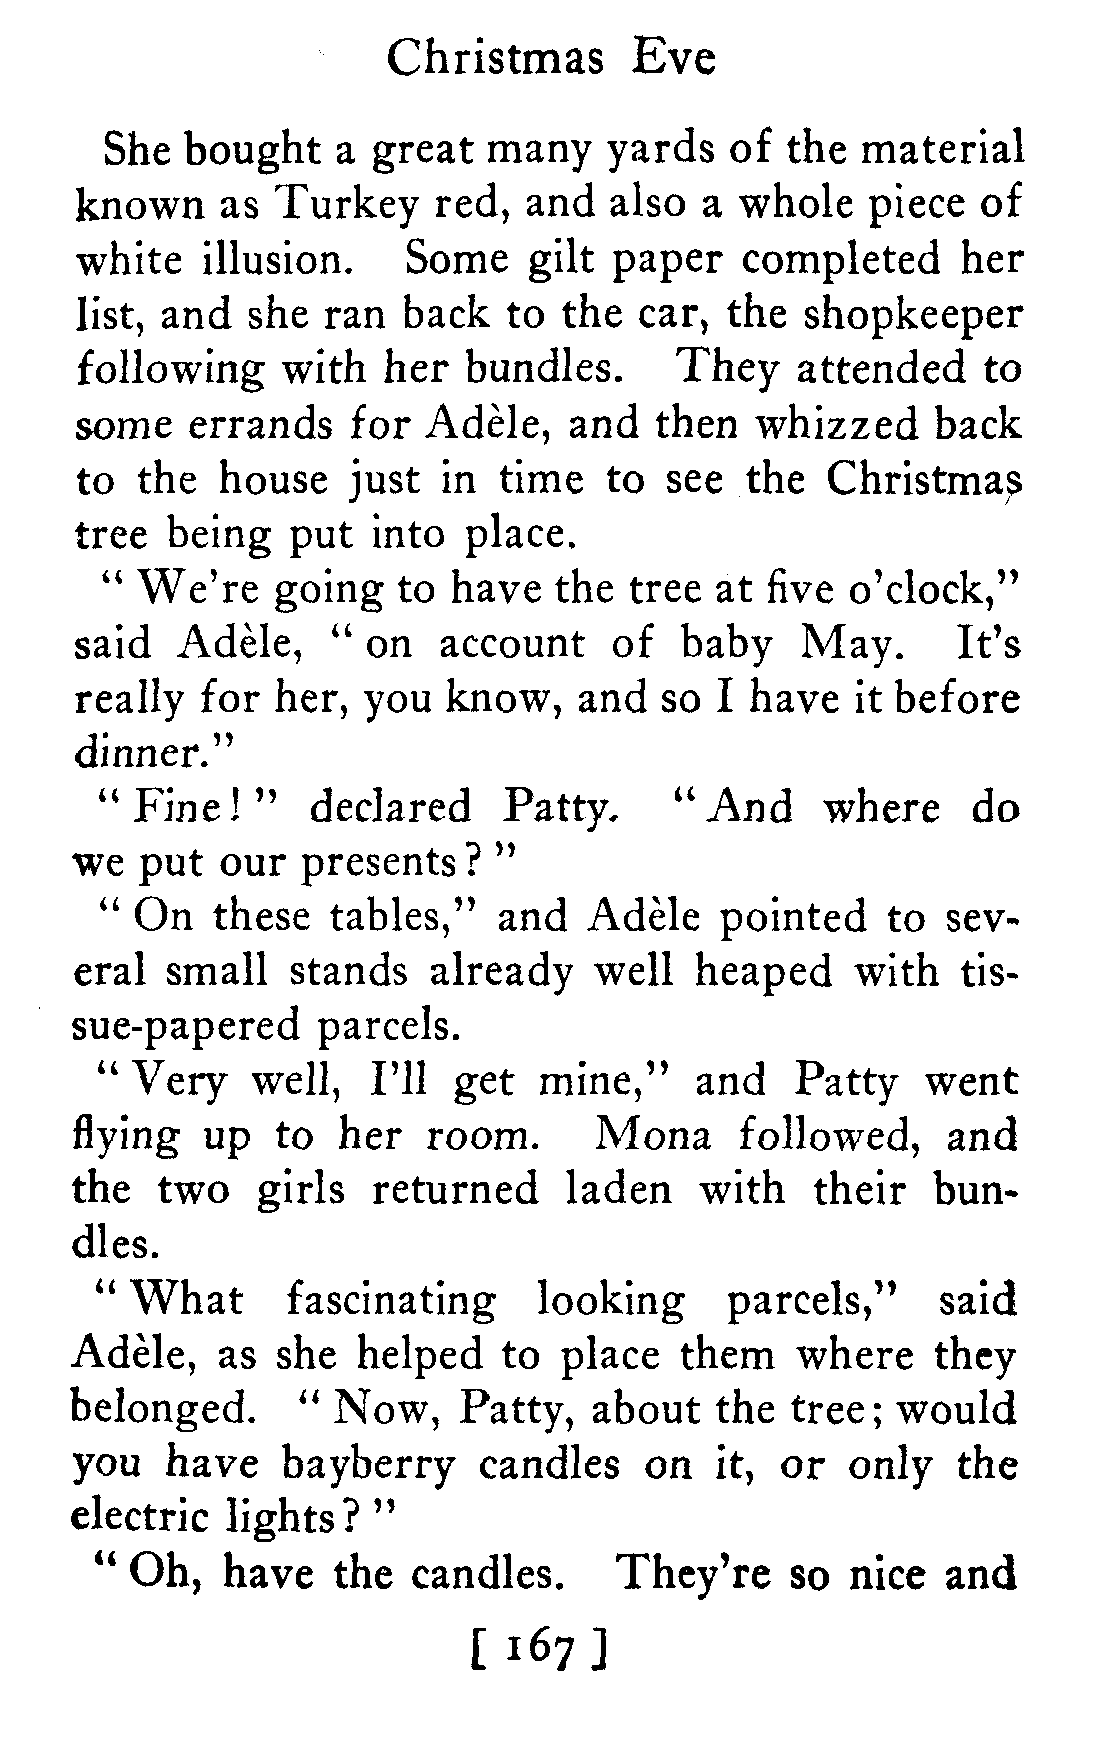 Christmas Eve
She bought a great many yards of the material
known as Turkey red, and also a whole piece of
white illusion. Some gilt paper completed her
list, and she ran back to the car, the shopkeeper
following with her bundles. They attended to
some errands for Adèle, and then whizzed back
to the house just in time to see the Christmas
tree being put into place.
“ We're going to have the tree at five o'clock,”
said Adèle, “ on account of baby May. It's
really for her, you know, and so I have it before
dinner.”
“ Fine! ” declared Patty. “ And where do
we put our presents? ”
“ On these tables,” and Adèle pointed to sev-
eral small stands already well heaped with tis-
sue-papered parcels.
“ Very well, I'll get mine,” and Patty went
flying up to her room. Mona followed, and
the two girls returned laden with their bun-
dles.
“ What fascinating looking parcels,” said
Adèle, as she helped to place them where they
belonged. “ Now, Patty, about the tree; would
you have bayberry candles on it, or only the
electric lights? ”
“ Oh, have the candles. They're so nice and
[ 167 ]